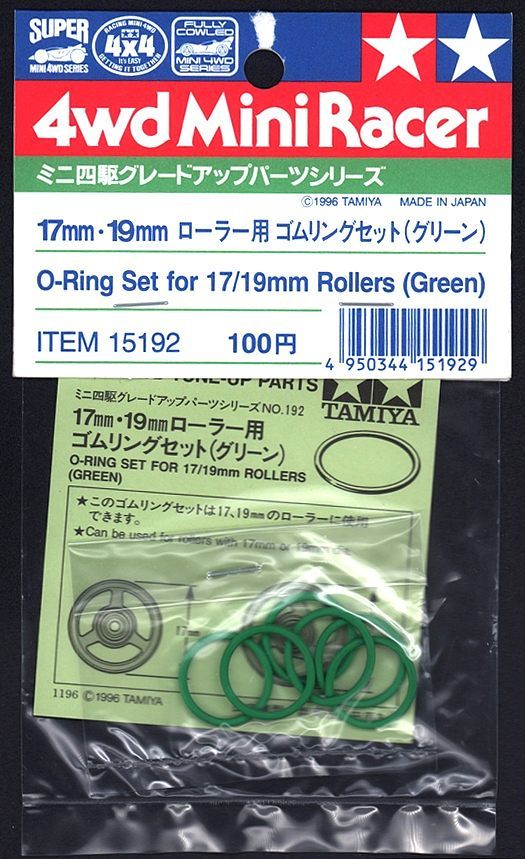 SUPER
MINI 4WD SERIES
RACING MINI 4WD
4x4
It's EASY
GETTING IT TOGETHER
FULLY
COWLED
MINI 4WD
SERIES
4wd Mini Racer
ミニ四駆グレードアップパーツシリーズ
©1996 TAMIYA MADE IN JAPAN
17mm・19mm ローラー用 ゴムリングセット(グリーン)
O-Ring Set for 17/19mm Rollers (Green)
ITEM 15192 100円
4 950344 151929
TUNE-UP PARTS
ミニ四駆グレードアップパーツシリーズNO.192
TAMIYA
17mm・19mmローラー用
ゴムリングセット(グリーン)
O-RING SET FOR 17/19mm ROLLERS
(GREEN)
★このゴムリングセットは17、19mmのローラーに使用
できます。
★Can be used for rollers with 17mm or 19mm dia.
17mm
1196 ©1996 TAMIYA